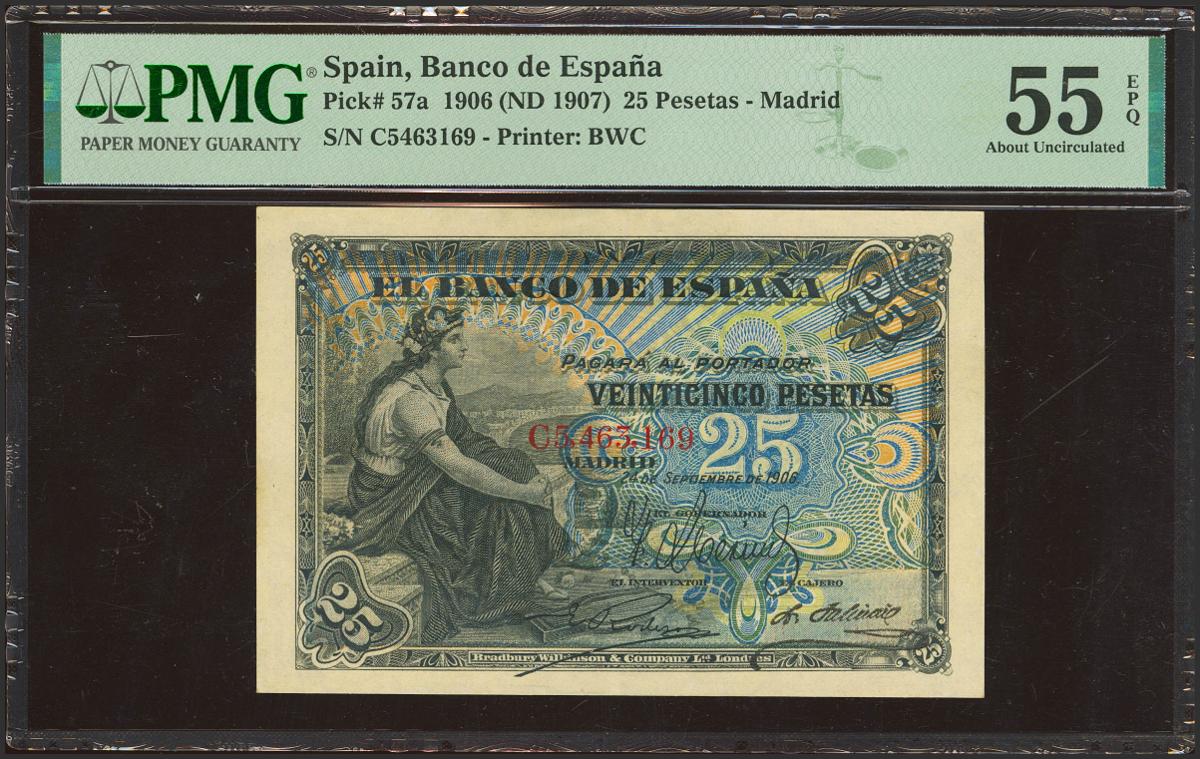 PMG®
PAPER MONEY GUARANTY
Spain, Banco de España
Pick# 57a 1906 (ND 1907) 25 Pesetas - Madrid
S/N C5463169 - Printer: BWC
55
EPQ
About Uncirculated
25
25
EL BANCO DE ESPAÑA
PAGARÁ AL PORTADOR
VEINTICINCO PESETAS
C5,463,169
25
MADRID
24 DE SEPTIEMBRE DE 1906
EL GOBERNADOR
EL INTERVENTOR
EL CAJERO
25
25
Bradbury Wilkinson & Company Ld. Londres